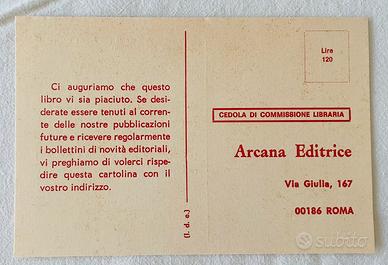 Ci auguriamo che questo
libro vi sia piaciuto. Se desi-
derate essere tenuti al corrente
delle nostre pubblicazioni
future e ricevere regolarmente
i bollettini di novità editoriali,
vi preghiamo di volerci rispe-
dire questa cartolina con il
vostro indirizzo.
(i. d. e.)
Lire
120
CEDOLA DI COMMISSIONE LIBRARIA
Arcana Editrice
Via Giulia, 167
00186 ROMA
subito